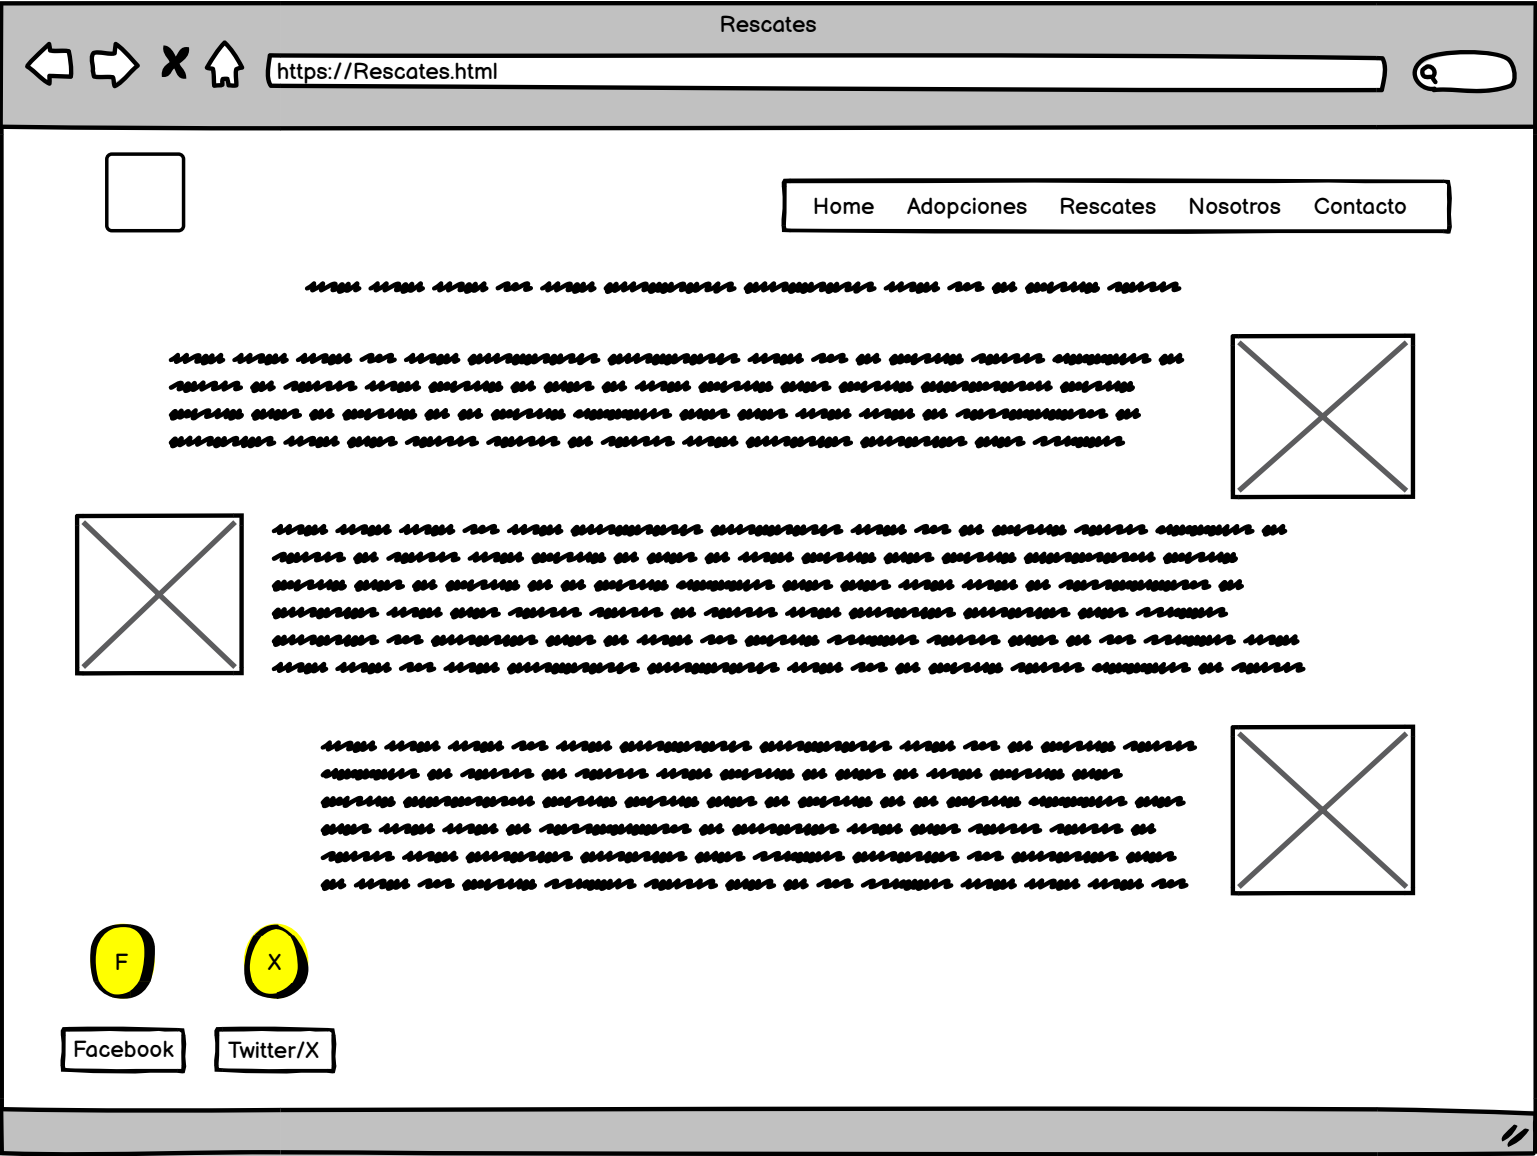 Rescates
https://Rescates.html
Home Adopciones Rescates Nosotros Contacto
F X
Facebook Twitter/X